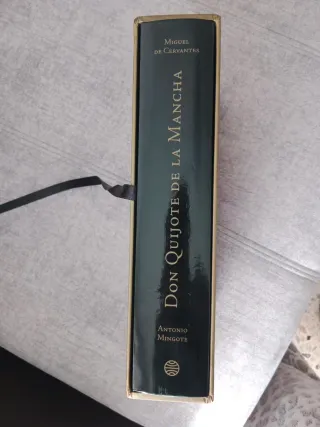 MIGUEL
DE CERVANTES
DON QUIJOTE DE LA MANCHA
ANTONIO
MINGOTE